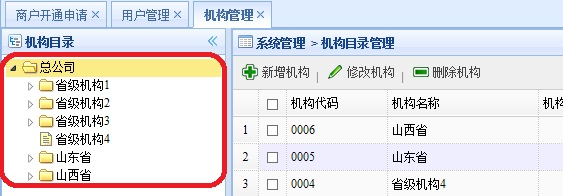 商户开通申请 用户管理 机构管理
机构目录
总公司
省级机构1
省级机构2
省级机构3
省级机构4
山东省
山西省
系统管理 > 机构目录管理
新增机构 修改机构 删除机构
机构代码 机构名称 机
1 0006 山西省
2 0005 山东省
3 0004 省级机构4